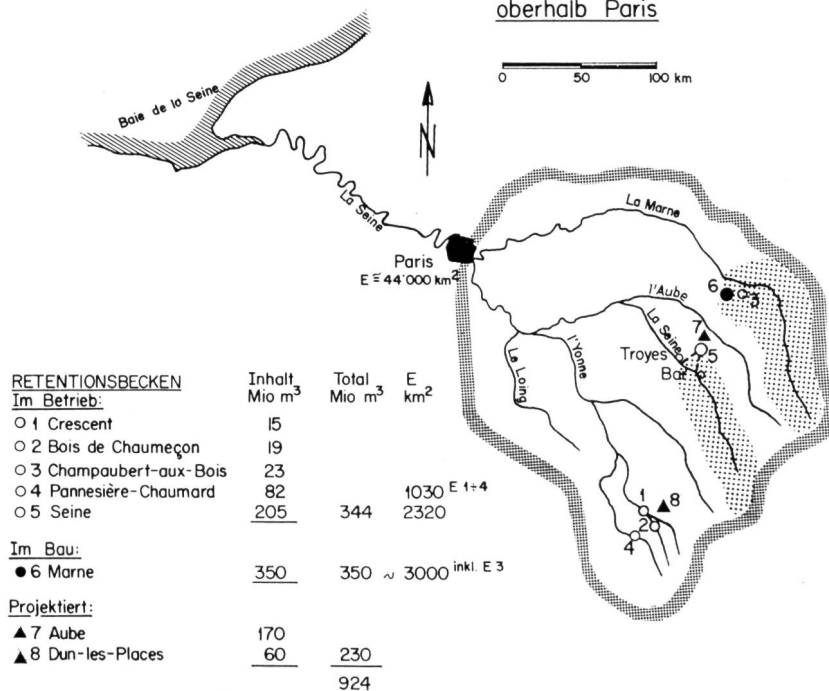 oberhalb Paris
0 50 100 km
Baie de la Seine
N
La Seine
La Marne
Paris
E ≅ 44'000 km²
l'Aube
6
3
7
La Seine
Troyes
5
Bar
Le Loing
l'Yonne
1
8
2
4
RETENTIONSBECKEN Inhalt Total E
Im Betrieb: Mio m³ Mio m³ km²
1 Crescent 15
2 Bois de Chaumeçon 19
3 Champaubert-aux-Bois 23
4 Pannesière-Chaumard 82 1030 E 1÷4
5 Seine 205 344 2320
Im Bau:
6 Marne 350 350 ~ 3000 inkl. E 3
Projektiert:
7 Aube 170
8 Dun-les-Places 60 230
924